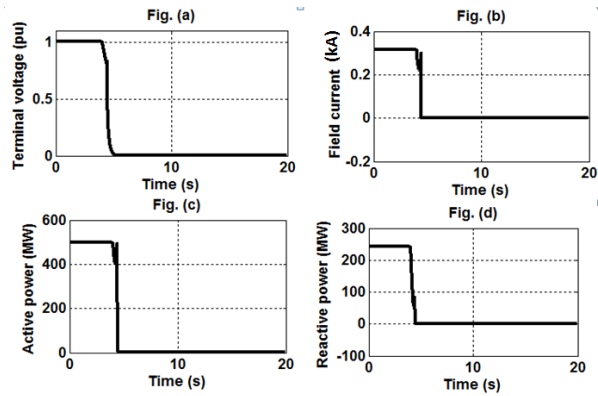 Fig. (a)
Terminal voltage (pu)
1
0.5
0
0
10
20
Time (s)
Fig. (b)
Field current (kA)
0.4
0.2
0
-0.2
0
10
20
Time (s)
Fig. (c)
Active power (MW)
600
400
200
0
0
10
20
Time (s)
Fig. (d)
Reactive power (MW)
300
200
100
0
-100
0
10
20
Time (s)